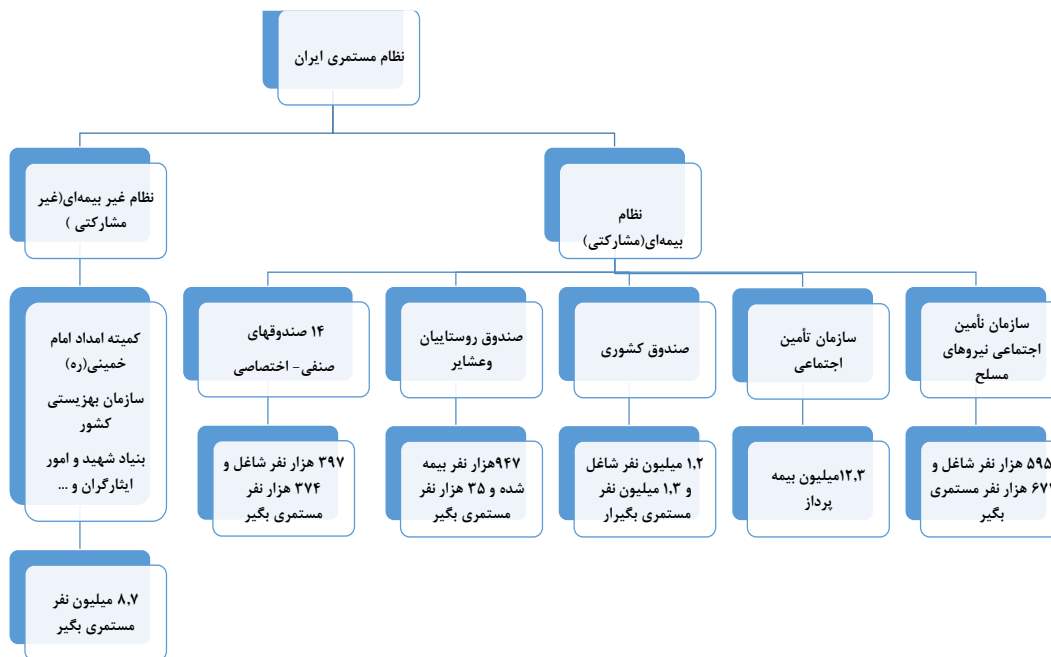 نظام مستمری ایران
نظام
بیمه‌ای(مشارکتی)
نظام غیر بیمه‌ای(غیر
مشارکتی )
سازمان تأمین
اجتماعی نیروهای
مسلح
سازمان تأمین
اجتماعی
صندوق کشوری
صندوق روستاییان
وعشایر
۱۴ صندوقهای
صنفی- اختصاصی
کمیته امداد امام
خمینی(ره)
سازمان بهزیستی
کشور
بنیاد شهید و امور
ایثارگران و ...
۵۹۵ هزار نفر شاغل و
هزار نفر مستمری
بگیر
۱۲,۳میلیون بیمه
پرداز
۱,۲ میلیون نفر شاغل
و ۱,۳ میلیون نفر
مستمری بگیرار
۹۴۷هزار نفر بیمه
شده و ۳۵ هزار نفر
مستمری بگیر
۳۹۷ هزار نفر شاغل و
۳۷۴ هزار نفر
مستمری بگیر
۸,۷ میلیون نفر
مستمری بگیر